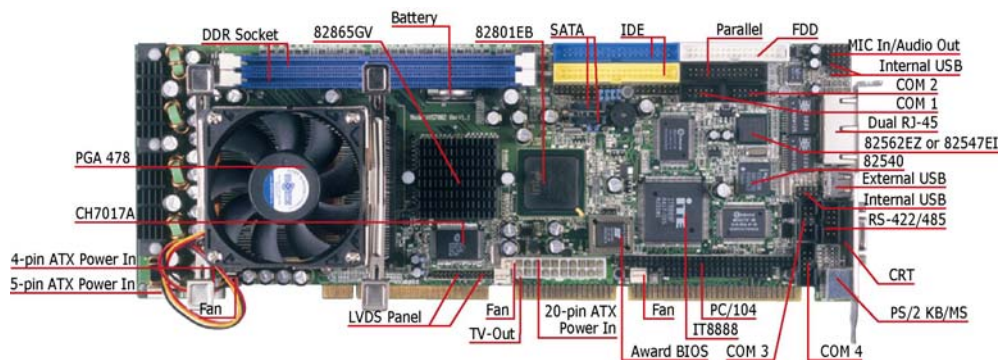 Battery
DDR Socket
82865GV
82801EB
SATA
IDE
Parallel
FDD
MIC In/Audio Out
Internal USB
COM 2
COM 1
Dual RJ-45
82562EZ or 82547EI
82540
External USB
Internal USB
RS-422/485
CRT
PS/2 KB/MS
PGA 478
CH7017A
4-pin ATX Power In
5-pin ATX Power In
Fan
LVDS Panel
Fan
TV-Out
20-pin ATX
Power In
Award BIOS
Fan
PC/104
IT8888
COM 3
COM 4
iTE